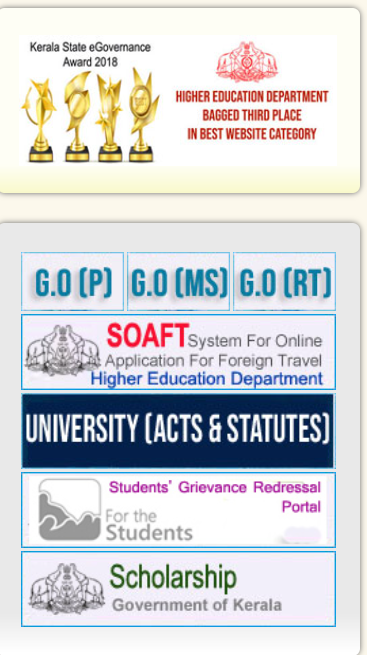 Kerala State eGovernance
Award 2018
HIGHER EDUCATION DEPARTMENT
BAGGED THIRD PLACE
IN BEST WEBSITE CATEGORY
G.O (P) G.O (MS) G.O (RT)
SOAFT System For Online
Application For Foreign Travel
Higher Education Department
UNIVERSITY (ACTS & STATUTES)
Students' Grievance Redressal
Portal
For the
Students
Scholarship
Government of Kerala